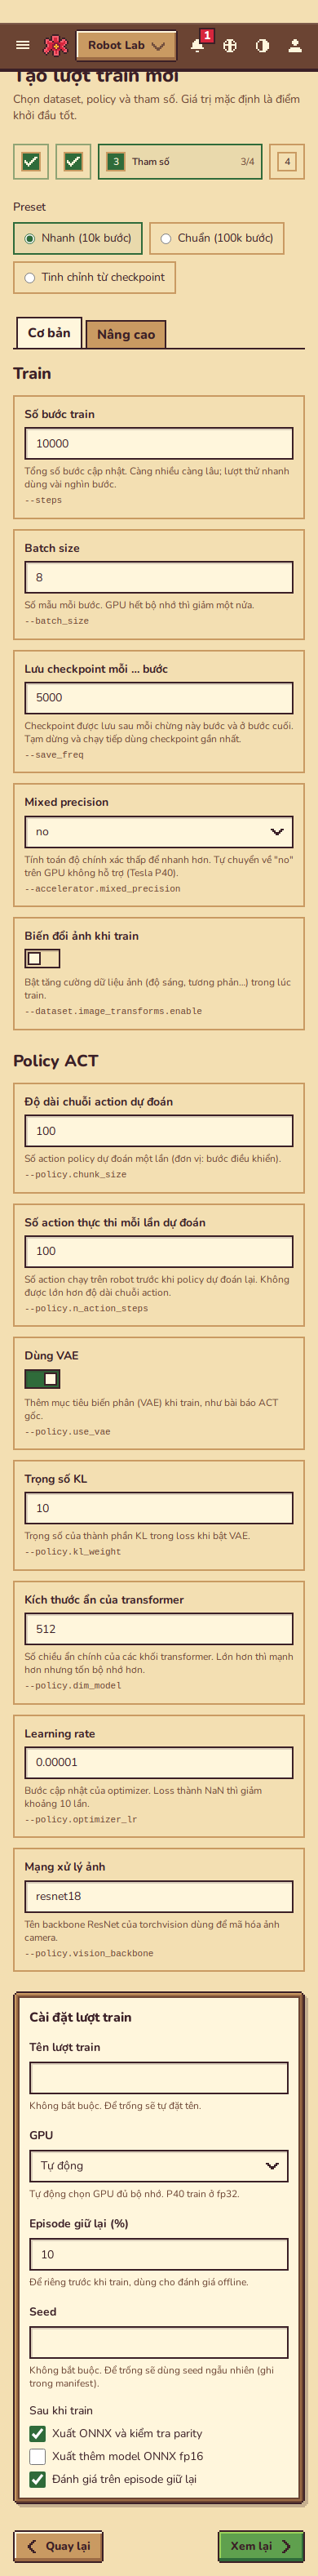 Robot Lab
1
Tạo lượt train mới
Chọn dataset, policy và tham số. Giá trị mặc định là điểm
khởi đầu tốt.
3 Tham số 3/4
4
Preset
Nhanh (10k bước)
Chuẩn (100k bước)
Tinh chỉnh từ checkpoint
Cơ bản
Nâng cao
Train
Số bước train
10000
Tổng số bước cập nhật. Càng nhiều càng lâu; lượt thử nhanh
dùng vài nghìn bước.
--steps
Batch size
8
Số mẫu mỗi bước. GPU hết bộ nhớ thì giảm một nửa.
--batch_size
Lưu checkpoint mỗi ... bước
5000
Checkpoint được lưu sau mỗi chừng này bước và ở bước cuối.
Tạm dừng và chạy tiếp dùng checkpoint gần nhất.
--save_freq
Mixed precision
no
Tính toán độ chính xác thấp để nhanh hơn. Tự chuyển về "no"
trên GPU không hỗ trợ (Tesla P40).
--accelerator.mixed_precision
Biến đổi ảnh khi train
Bật tăng cường dữ liệu ảnh (độ sáng, tương phản...) trong lúc
train.
--dataset.image_transforms.enable
Policy ACT
Độ dài chuỗi action dự đoán
100
Số action policy dự đoán một lần (đơn vị: bước điều khiển).
--policy.chunk_size
Số action thực thi mỗi lần dự đoán
100
Số action chạy trên robot trước khi policy dự đoán lại. Không
được lớn hơn độ dài chuỗi action.
--policy.n_action_steps
Dùng VAE
Thêm mục tiêu biến phân (VAE) khi train, như bài báo ACT
gốc.
--policy.use_vae
Trọng số KL
10
Trọng số của thành phần KL trong loss khi bật VAE.
--policy.kl_weight
Kích thước ẩn của transformer
512
Số chiều ẩn chính của các khối transformer. Lớn hơn thì mạnh
hơn nhưng tốn bộ nhớ hơn.
--policy.dim_model
Learning rate
0.00001
Bước cập nhật của optimizer. Loss thành NaN thì giảm
khoảng 10 lần.
--policy.optimizer_lr
Mạng xử lý ảnh
resnet18
Tên backbone ResNet của torchvision dùng để mã hóa ảnh
camera.
--policy.vision_backbone
Cài đặt lượt train
Tên lượt train
Không bắt buộc. Để trống sẽ tự đặt tên.
GPU
Tự động
Tự động chọn GPU đủ bộ nhớ. P40 train ở fp32.
Episode giữ lại (%)
10
Để riêng trước khi train, dùng cho đánh giá offline.
Seed
Không bắt buộc. Để trống sẽ dùng seed ngẫu nhiên (ghi
trong manifest).
Sau khi train
Xuất ONNX và kiểm tra parity
Xuất thêm model ONNX fp16
Đánh giá trên episode giữ lại
Quay lại
Xem lại